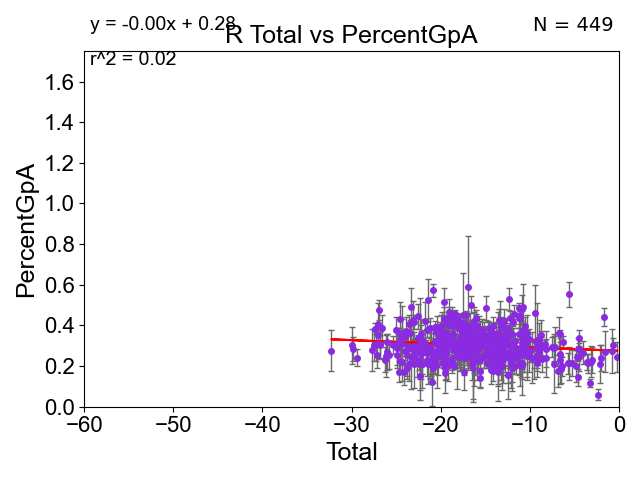 y = -0.00x + 0.28
R Total vs PercentGpA
N = 449
r^2 = 0.02
PercentGpA
1.6
1.4
1.2
1.0
0.8
0.6
0.4
0.2
0.0
−60 −50 −40 −30 −20 −10 0
Total